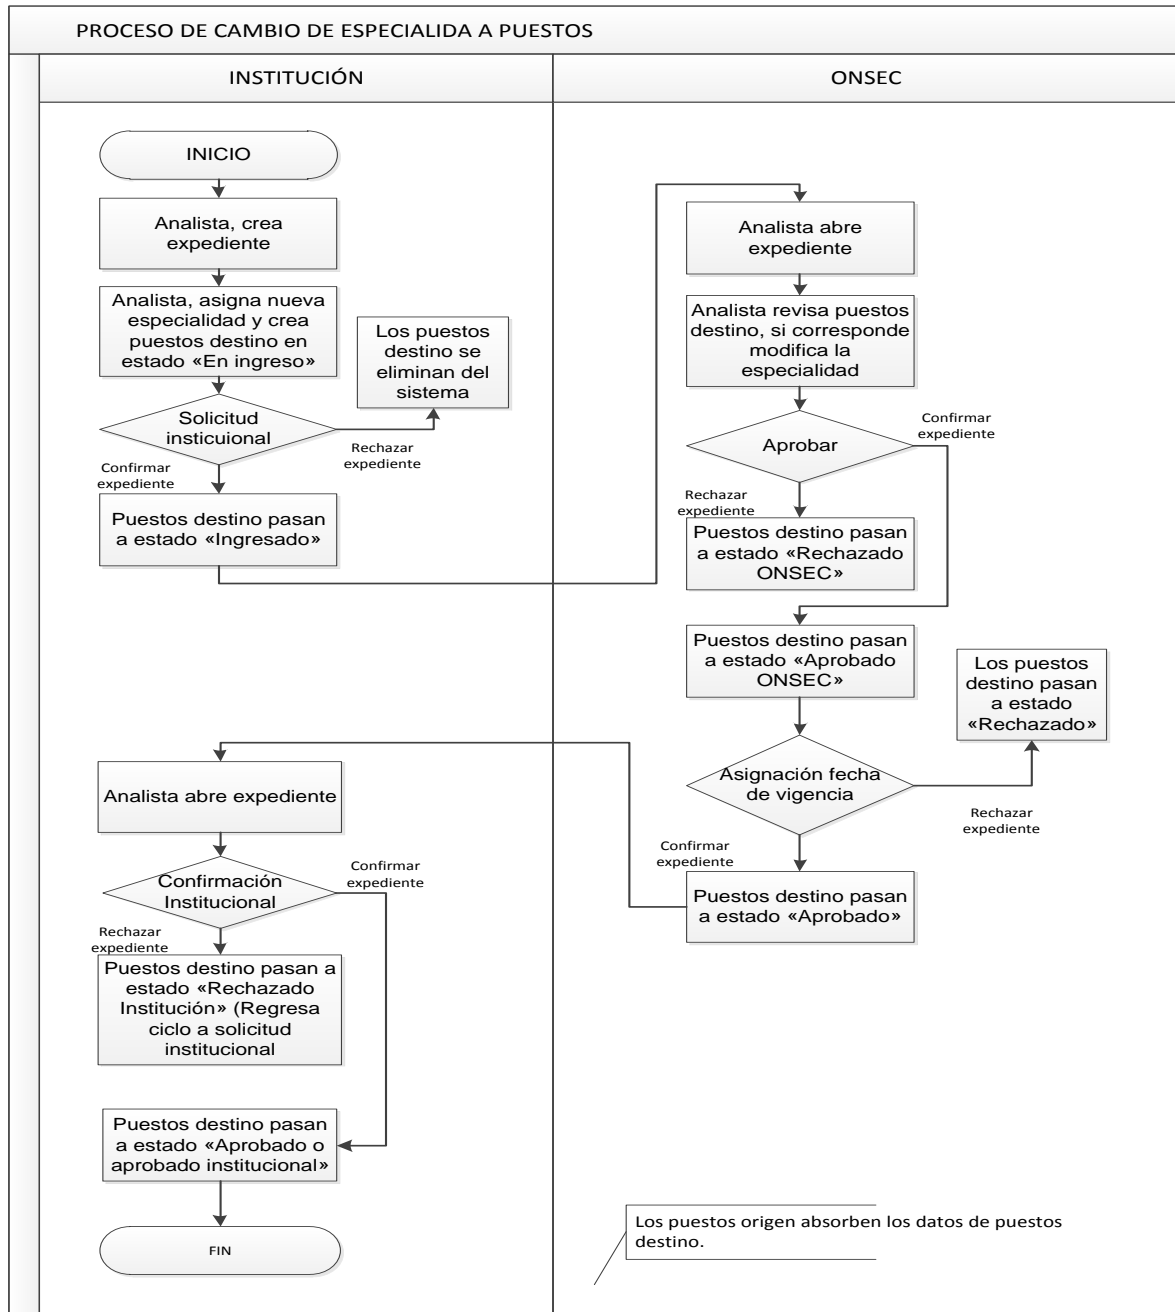 PROCESO DE CAMBIO DE ESPECIALIDA A PUESTOS
INSTITUCIÓN
ONSEC
INICIO
Analista, crea
expediente
Analista, asigna nueva
especialidad y crea
puestos destino en
estado «En ingreso»
Los puestos
destino se
eliminan del
sistema
Solicitud
insticuional
Rechazar
expediente
Confirmar
expediente
Puestos destino pasan
a estado «Ingresado»
Analista abre
expediente
Analista revisa puestos
destino, si corresponde
modifica la
especialidad
Aprobar
Confirmar
expediente
Rechazar
expediente
Puestos destino pasan
a estado «Rechazado
ONSEC»
Puestos destino pasan
a estado «Aprobado
ONSEC»
Los puestos
destino pasan
a estado
«Rechazado»
Asignación fecha
de vigencia
Rechazar
expediente
Confirmar
expediente
Puestos destino pasan
a estado «Aprobado»
Analista abre expediente
Confirmación
Institucional
Confirmar
expediente
Rechazar
expediente
Puestos destino pasan a
estado «Rechazado
Institución» (Regresa
ciclo a solicitud
institucional
Puestos destino pasan
a estado «Aprobado o
aprobado institucional»
FIN
Los puestos origen absorben los datos de puestos
destino.